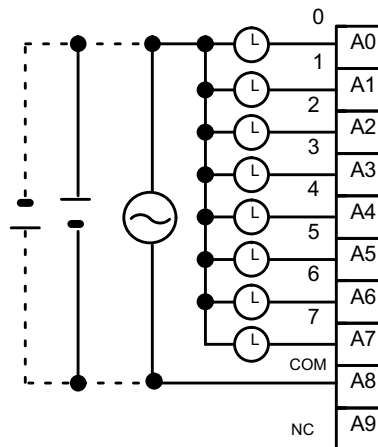 0
L A0
1
L A1
2
L A2
3
L A3
4
L A4
5
L A5
6
L A6
7
L A7
COM A8
NC A9